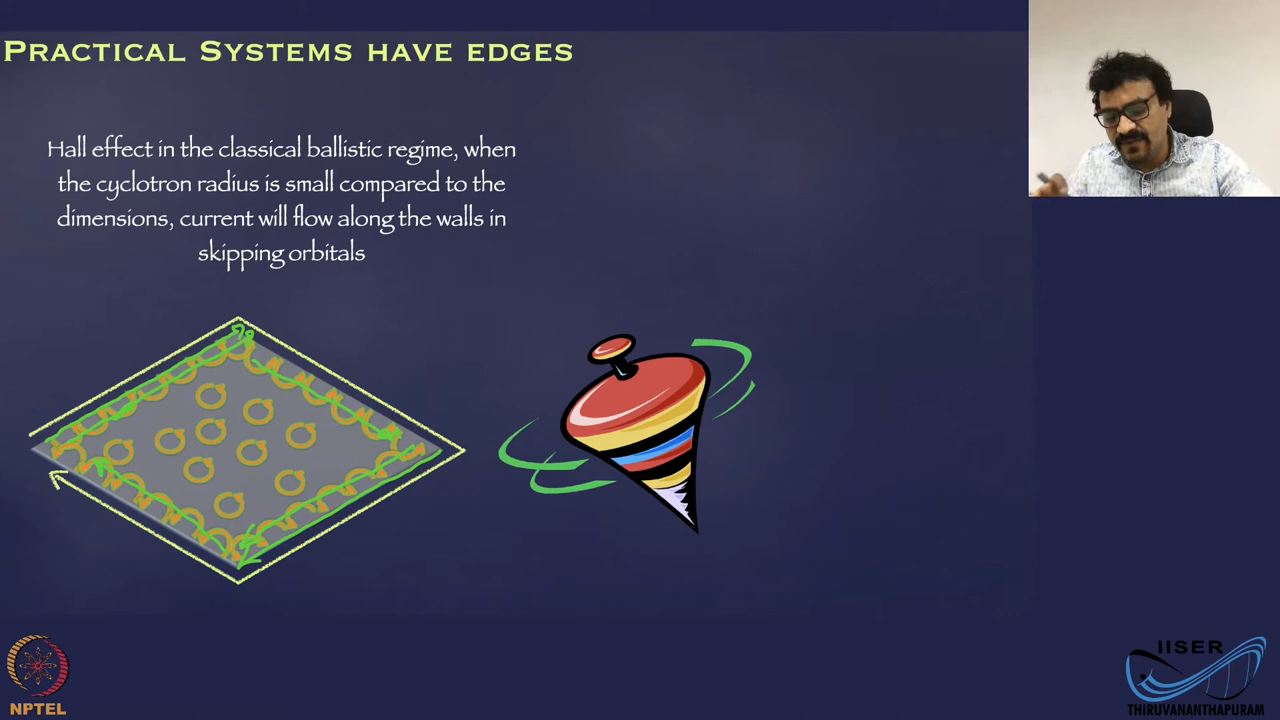 PRACTICAL SYSTEMS HAVE EDGES
Hall effect in the classical ballistic regime, when
the cyclotron radius is small compared to the
dimensions, current will flow along the walls in
skipping orbitals
NPTEL
IISER
THIRUVANANTHAPURAM